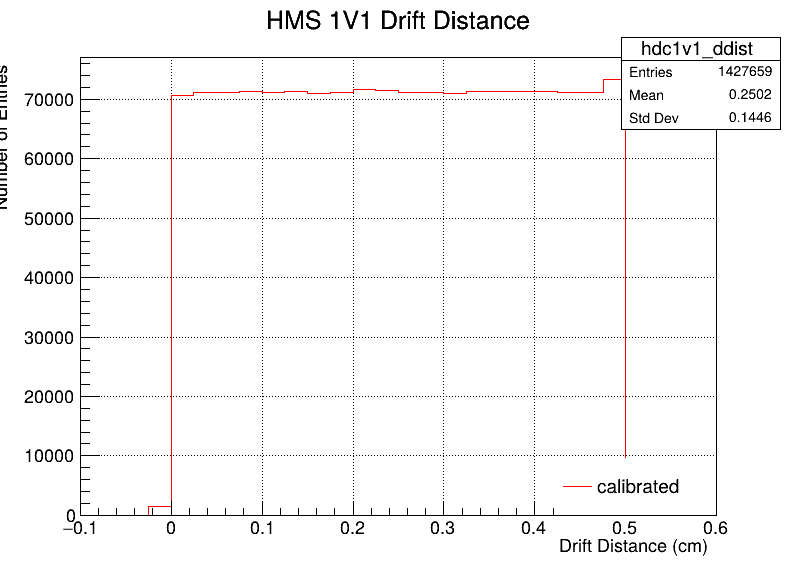 HMS 1V1 Drift Distance
hdc1v1_ddist
Entries 1427659
Mean 0.2502
Std Dev 0.1446
Number of Entries
70000
60000
50000
40000
30000
20000
10000
0
calibrated
−0.1 0 0.1 0.2 0.3 0.4 0.5 0.6
Drift Distance (cm)